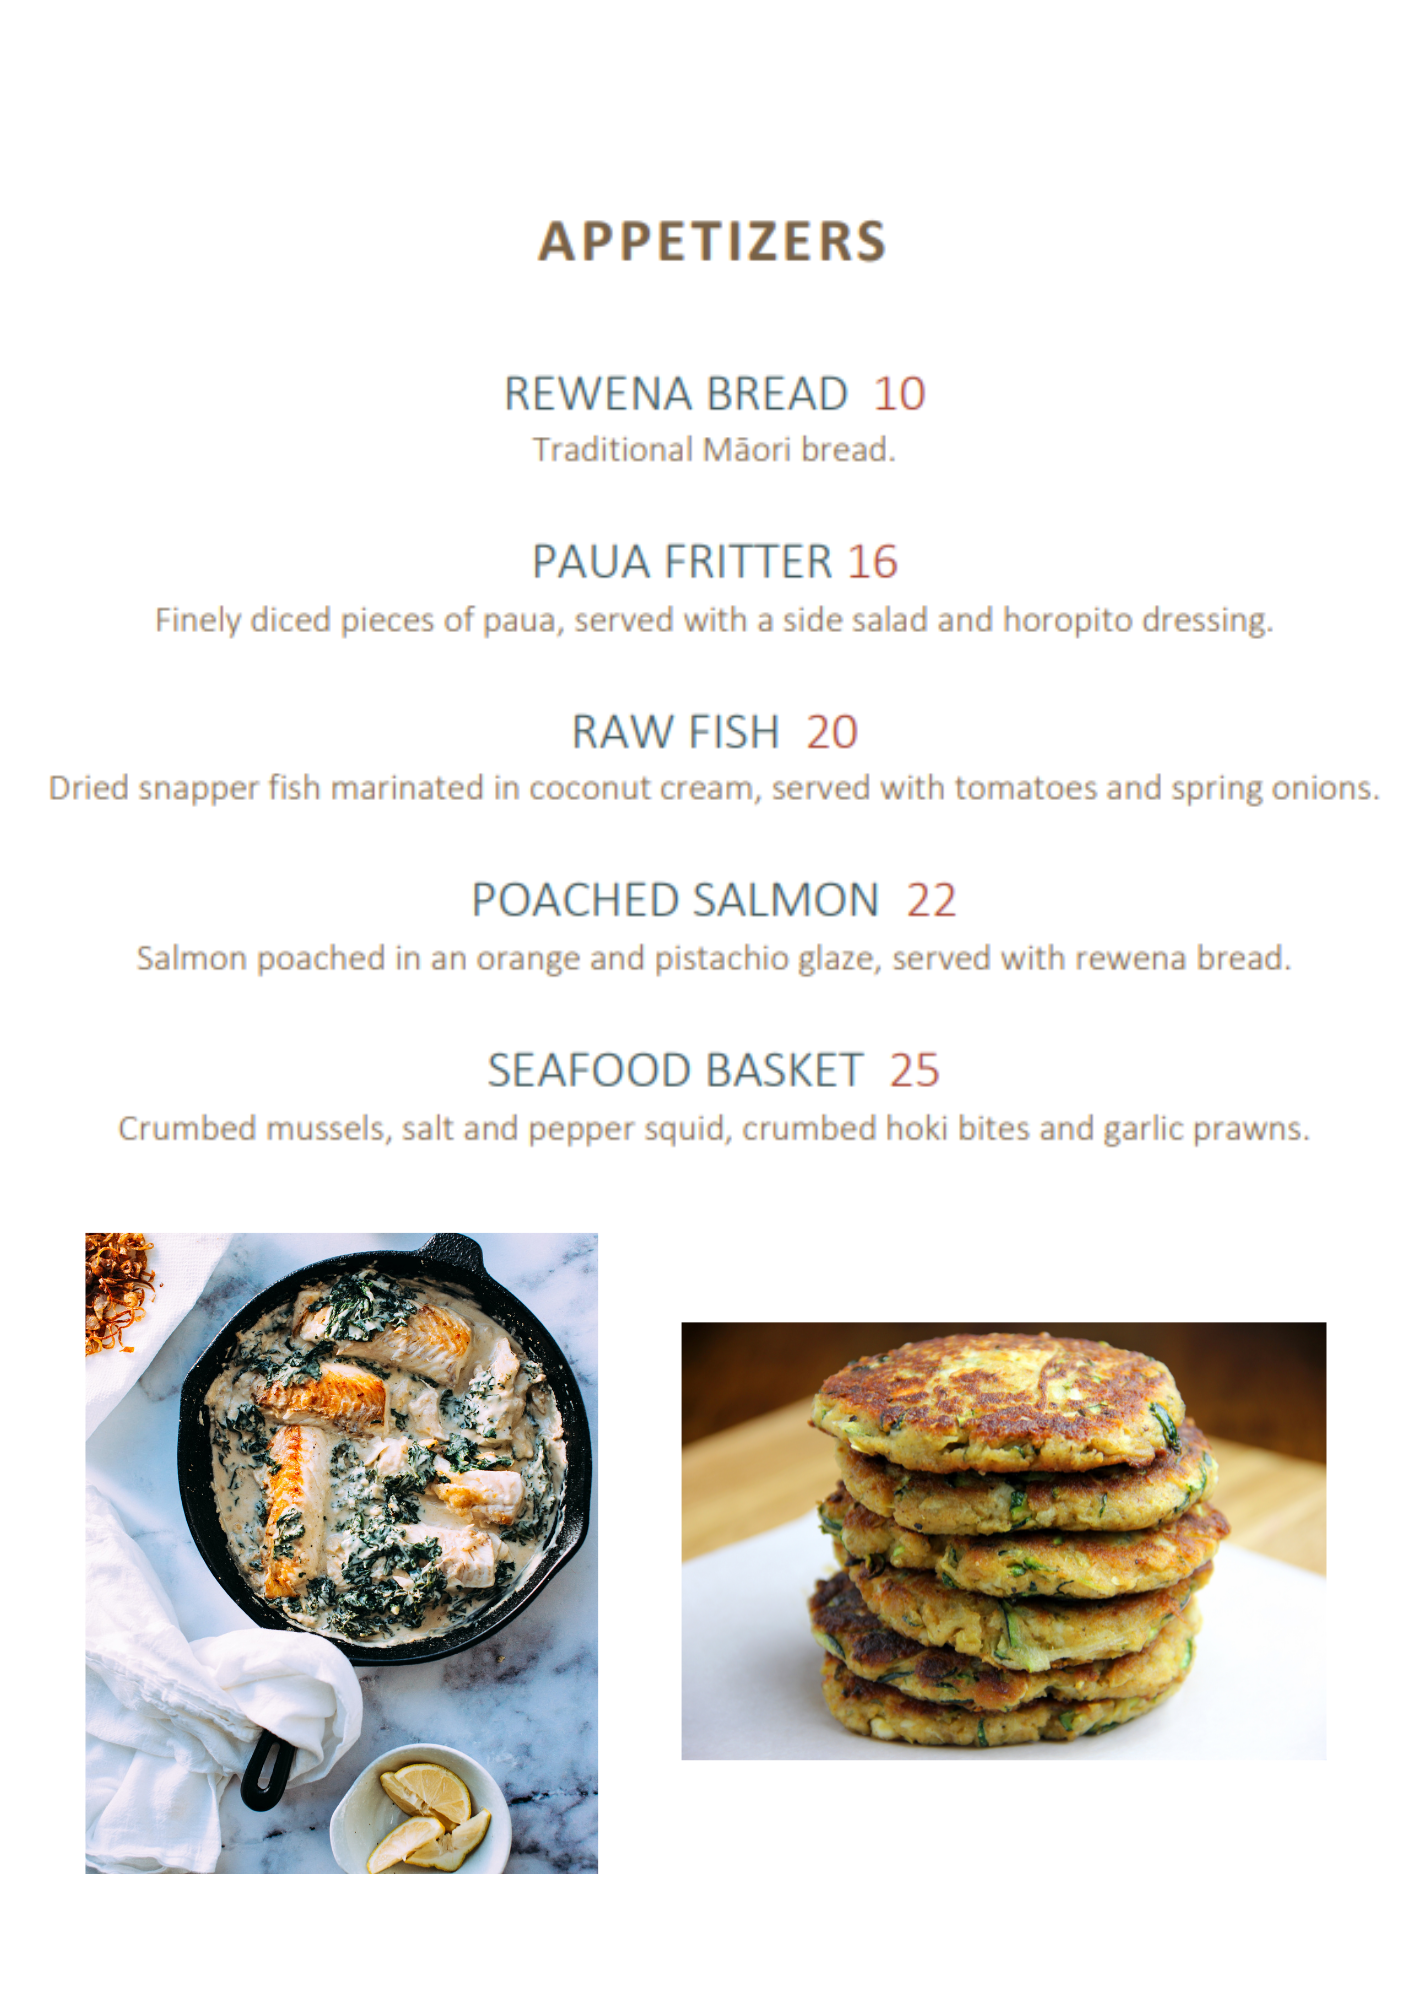 APPETIZERS
REWENA BREAD 10
Traditional Māori bread.
PAUA FRITTER 16
Finely diced pieces of paua, served with a side salad and horopito dressing.
RAW FISH 20
Dried snapper fish marinated in coconut cream, served with tomatoes and spring onions.
POACHED SALMON 22
Salmon poached in an orange and pistachio glaze, served with rewena bread.
SEAFOOD BASKET 25
Crumbed mussels, salt and pepper squid, crumbed hoki bites and garlic prawns.